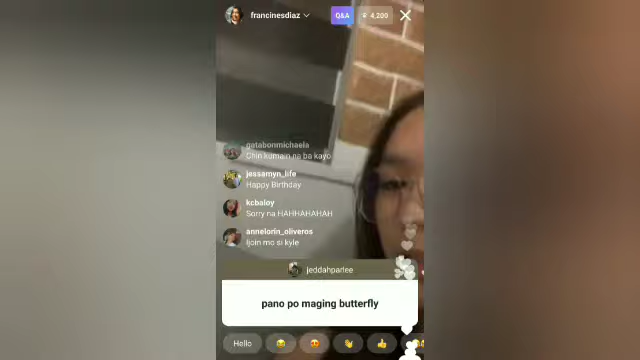 francinesdiaz
Q&A
4,200
gatabonmichaela
Chin kumain na ba kayo
jessamyn_life
Happy Birthday
kcbaloy
Sorry na HAHHAHAHAH
annelorin_oliveros
Ijoin mo si kyle
jeddahparlee
pano po maging butterfly
Hello